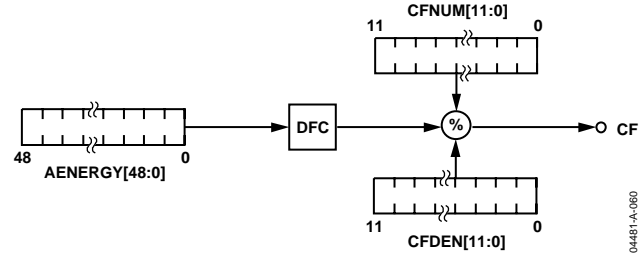 CFNUM[11:0]
11 0
DFC
%
CF
48 0
AENERGY[48:0]
11 0
CFDEN[11:0]
04481-A-060